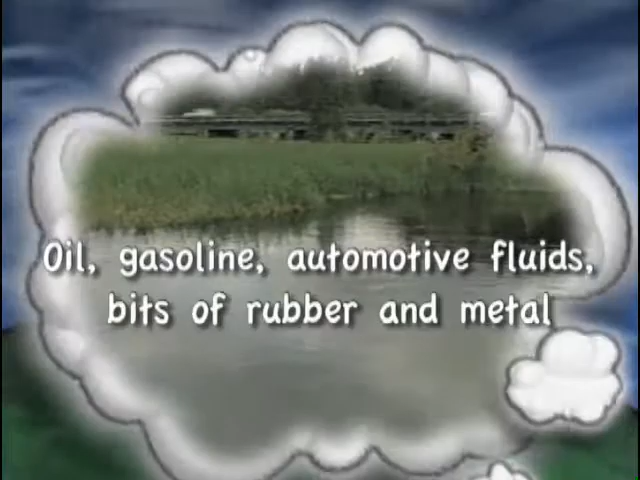 Oil, gasoline, automotive fluids,
bits of rubber and metal